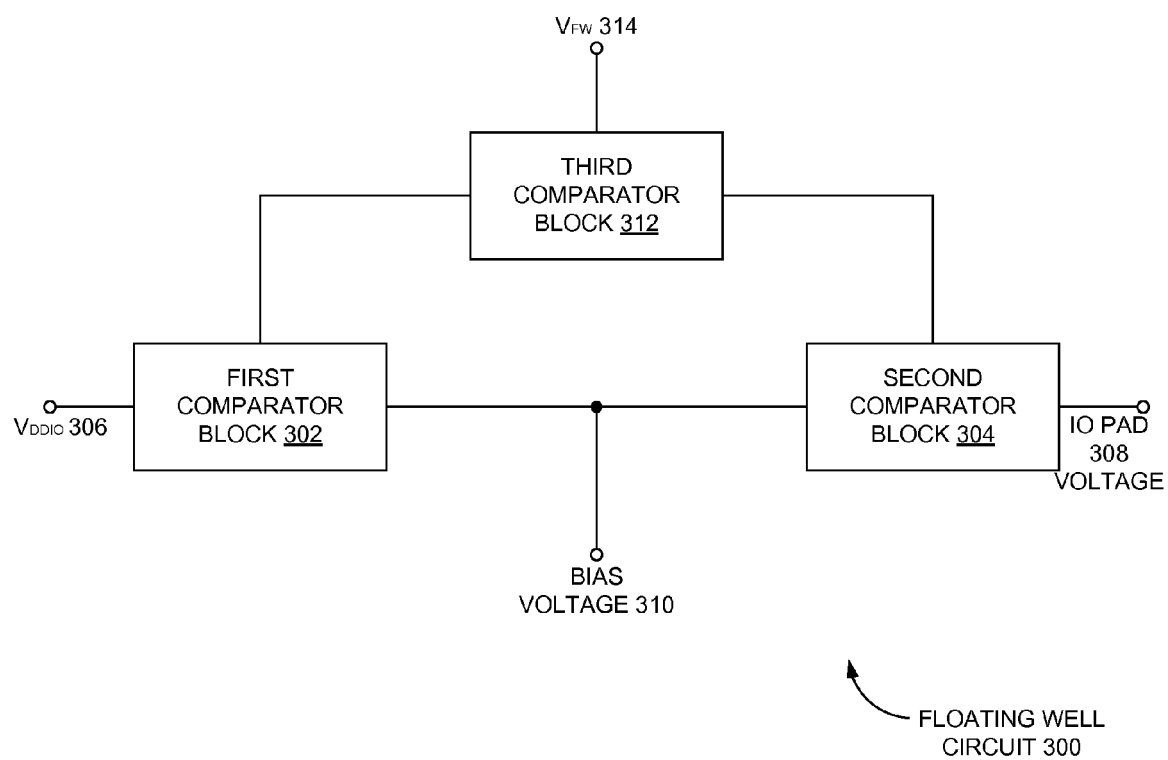 VFW 314
THIRD
COMPARATOR
BLOCK 312
FIRST
COMPARATOR
BLOCK 302
SECOND
COMPARATOR
BLOCK 304
VDDIO 306
IO PAD
308
VOLTAGE
BIAS
VOLTAGE 310
FLOATING WELL
CIRCUIT 300